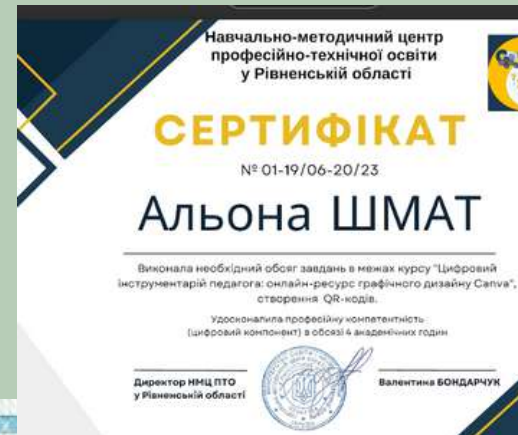 Навчально-методичний центр
професійно-технічної освіти
у Рівненській області
СЕРТИФІКАТ
№ 01-19/06-20/23
Альона ШМАТ
Виконала необхідний обсяг завдань в межах курсу "Цифровий
інструментарій педагога: онлайн-ресурс графічного дизайну Canva",
створення QR-кодів.
Удосконалила професійну компетентність
(цифровий компонент) в обсязі 4 академічних годин
Директор НМЦ ПТО
у Рівненській області
Валентина БОНДАРЧУК